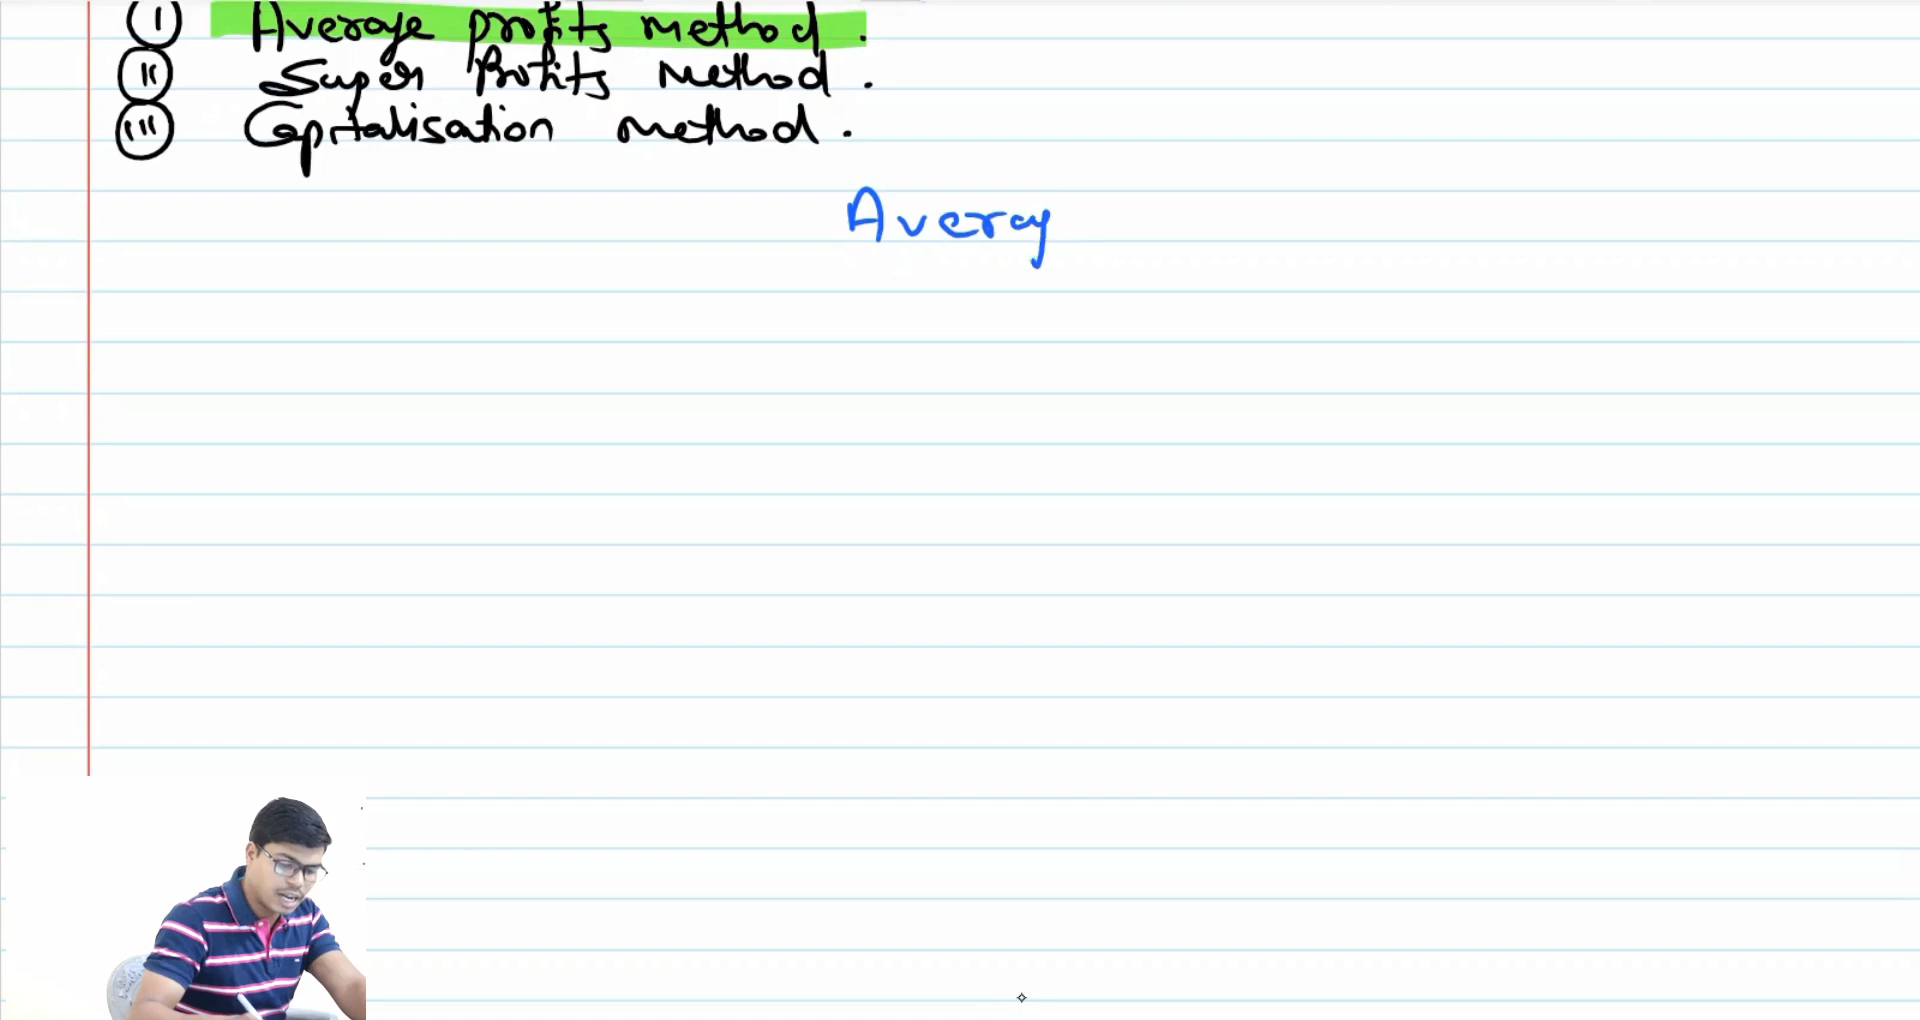 (I) Average profits method.
(II) Super Profits Method.
(III) Capitalisation method.
Averag